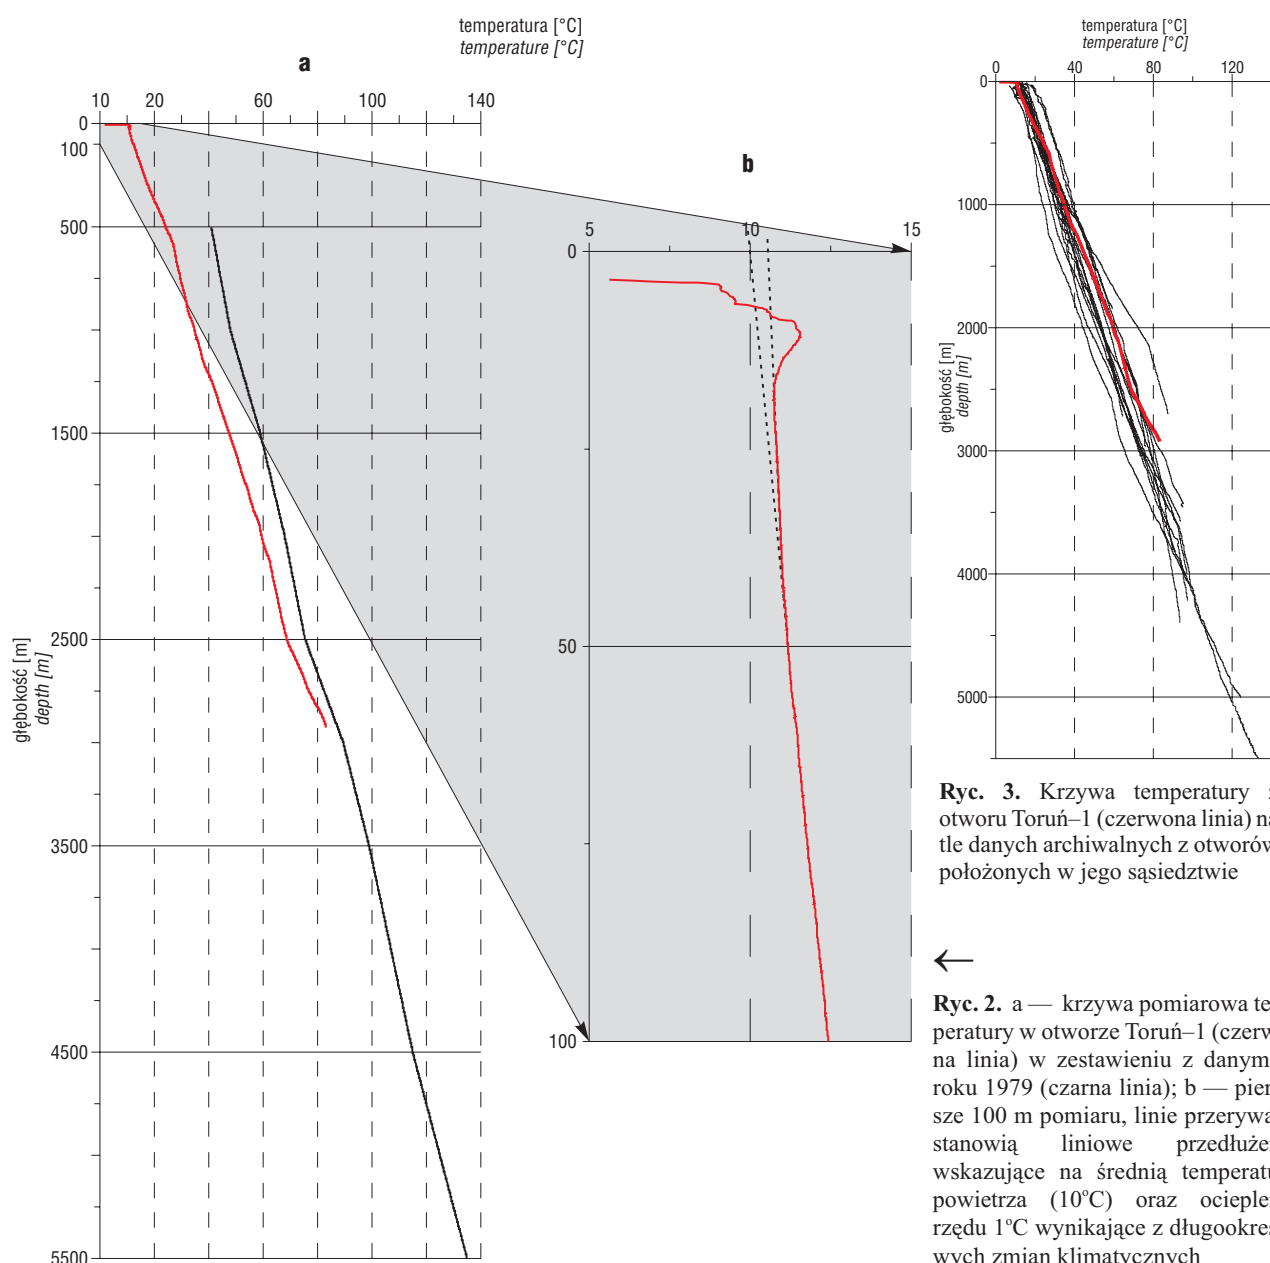 temperatura [°C]
temperature [°C]
a
10 20 60 100 140
0
100
500
1500
2500
3500
4500
5500
głębokość [m]
depth [m]
b
5 10 15
0
50
100
temperatura [°C]
temperature [°C]
0 40 80 120
0
1000
2000
3000
4000
5000
głębokość [m]
depth [m]
Ryc. 3. Krzywa temperatury z
otworu Toruń–1 (czerwona linia) na
tle danych archiwalnych z otworów
położonych w jego sąsiedztwie
←
Ryc. 2. a — krzywa pomiarowa te
peratury w otworze Toruń–1 (czerw
na linia) w zestawieniu z danym
roku 1979 (czarna linia); b — pier
sze 100 m pomiaru, linie przerywa
stanowią liniowe przedłuże
wskazujące na średnią temperatu
powietrza (10°C) oraz ociepler
rzędu 1°C wynikające z długookres
wych zmian klimatycznych